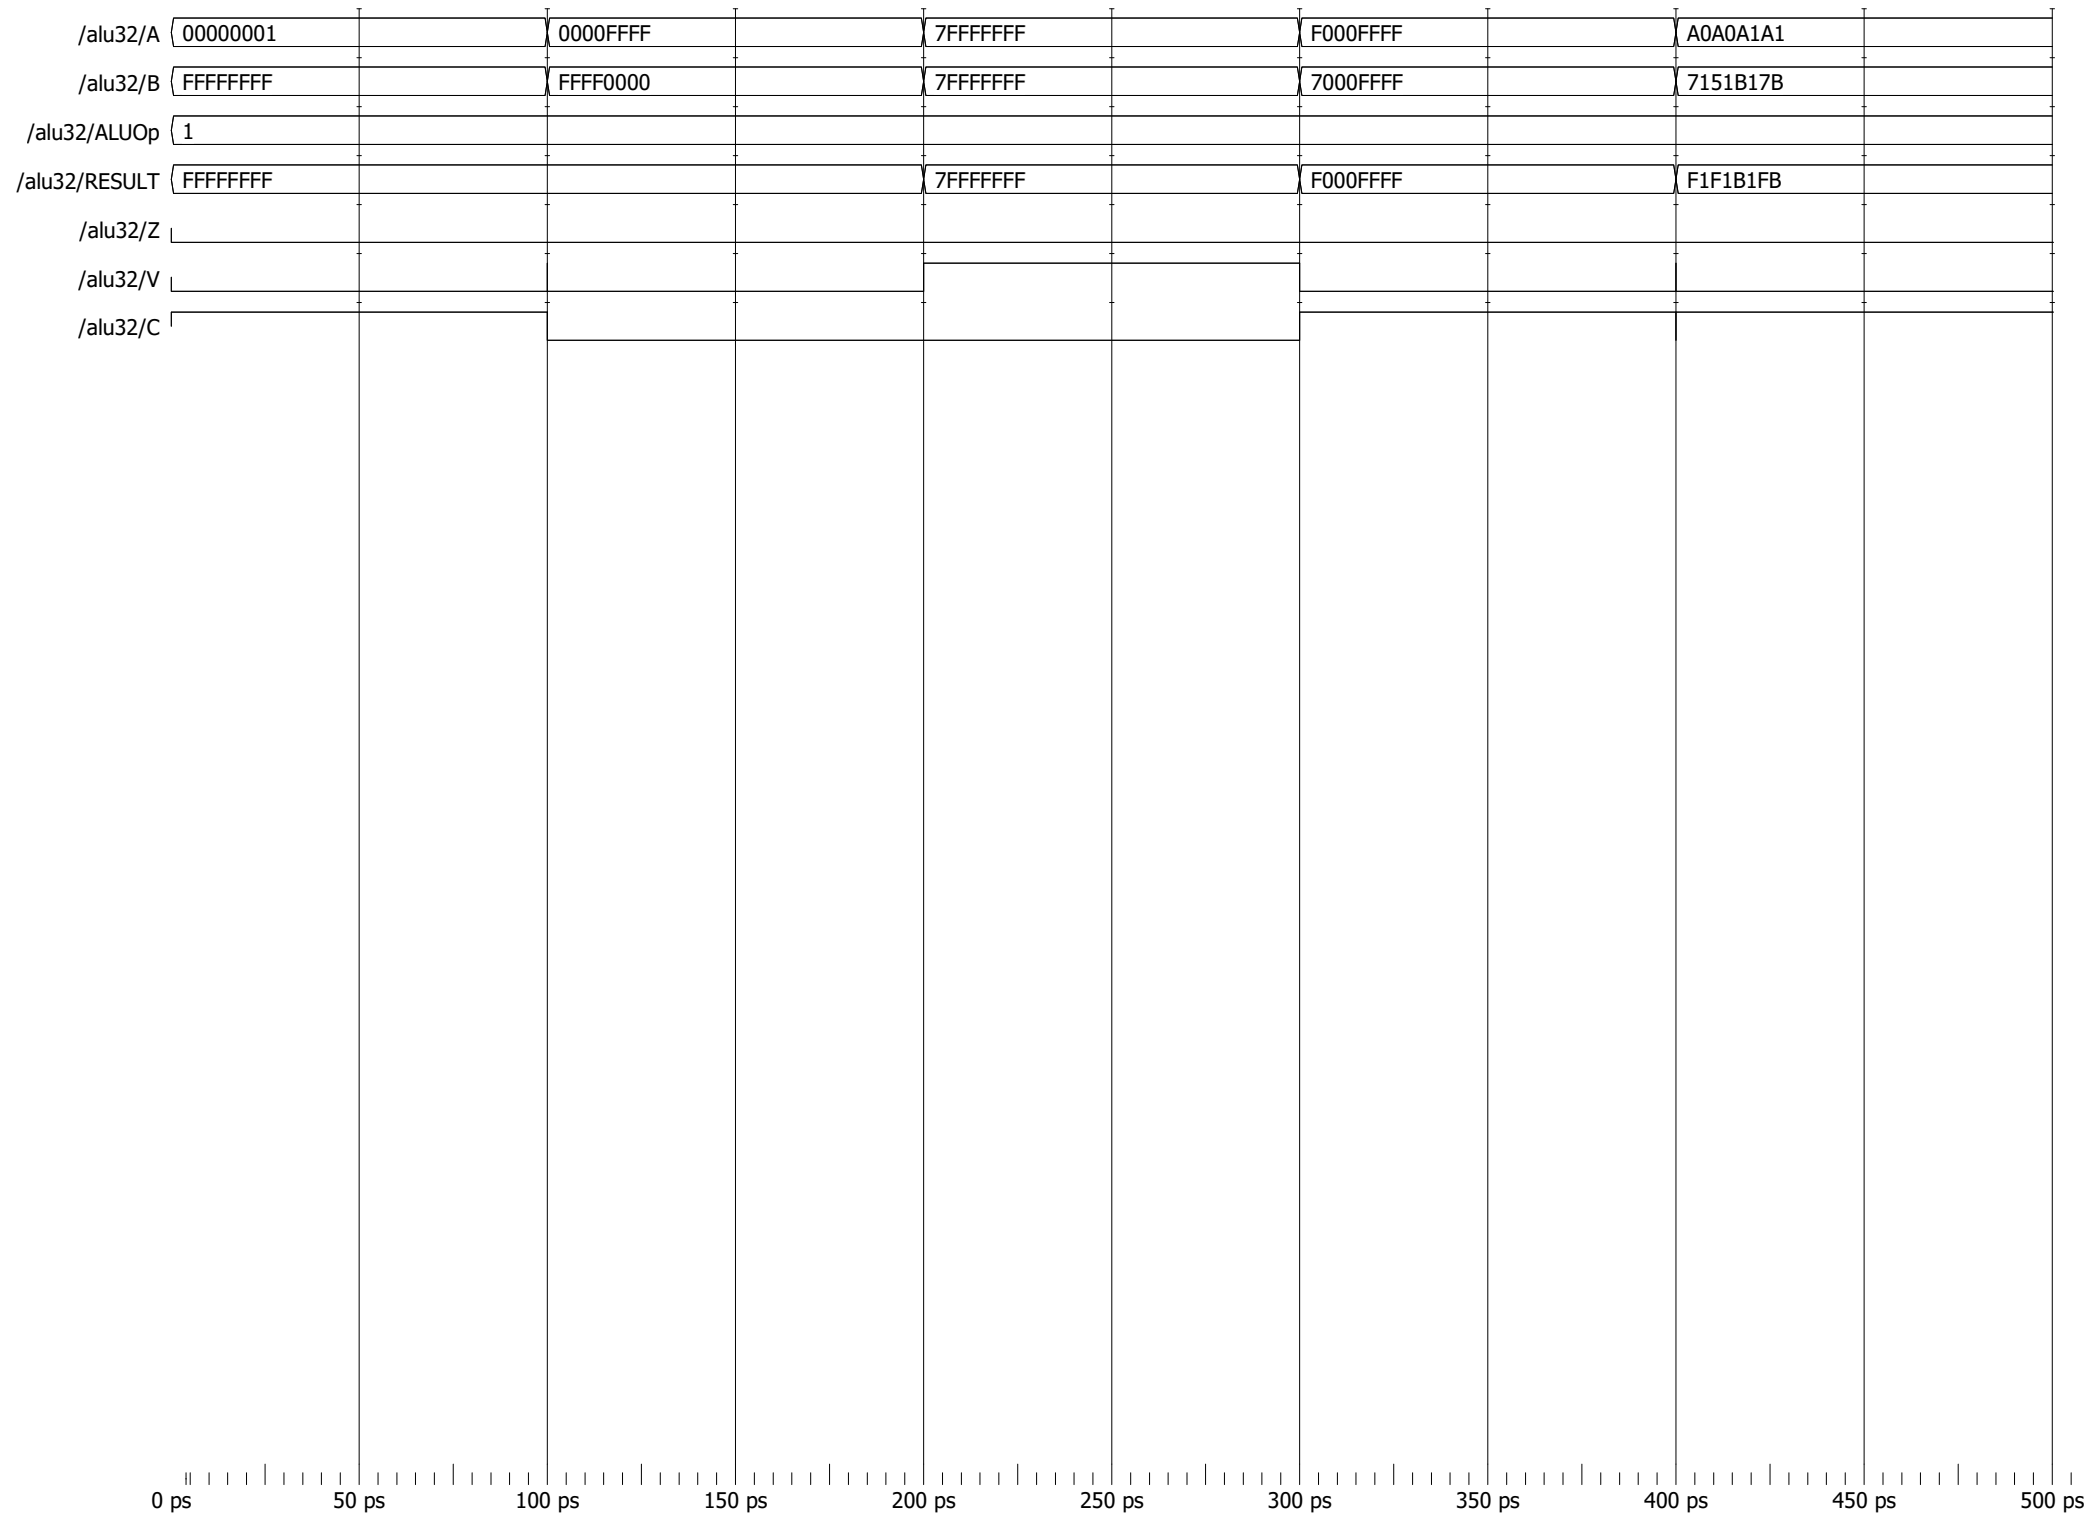 /alu32/A 00000001 0000FFFF 7FFFFFFF F000FFFF A0A0A1A1
/alu32/B FFFFFFFF FFFF0000 7FFFFFFF 7000FFFF 7151B17B
/alu32/ALUOp 1
/alu32/RESULT FFFFFFFF 7FFFFFFF F000FFFF F1F1B1FB
/alu32/Z
/alu32/V
/alu32/C
0 ps 50 ps 100 ps 150 ps 200 ps 250 ps 300 ps 350 ps 400 ps 450 ps 500 ps